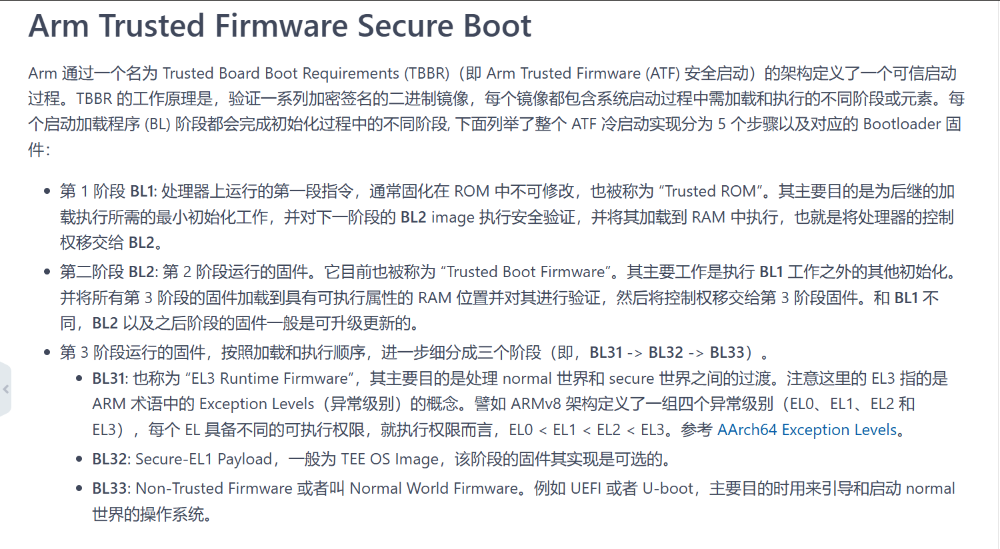 Arm Trusted Firmware Secure Boot
Arm 通过一个名为 Trusted Board Boot Requirements (TBBR)（即 Arm Trusted Firmware (ATF) 安全启动）的架构定义了一个可信启动
过程。TBBR 的工作原理是，验证一系列加密签名的二进制镜像，每个镜像都包含系统启动过程中需加载和执行的不同阶段或元素。每
个启动加载程序 (BL) 阶段都会完成初始化过程中的不同阶段, 下面列举了整个 ATF 冷启动实现分为 5 个步骤以及对应的 Bootloader 固
件：
• 第 1 阶段 BL1: 处理器上运行的第一段指令，通常固化在 ROM 中不可修改，也被称为 “Trusted ROM”。其主要目的是为后继的加
载执行所需的最小初始化工作，并对下一阶段的 BL2 image 执行安全验证，并将其加载到 RAM 中执行，也就是将处理器的控制
权移交给 BL2。
• 第二阶段 BL2: 第 2 阶段运行的固件。它目前也被称为 “Trusted Boot Firmware”。其主要工作是执行 BL1 工作之外的其他初始化。
并将所有第 3 阶段的固件加载到具有可执行属性的 RAM 位置并对其进行验证，然后将控制权移交给第 3 阶段固件。和 BL1 不
同，BL2 以及之后阶段的固件一般是可升级更新的。
• 第 3 阶段运行的固件，按照加载和执行顺序，进一步细分成三个阶段（即，BL31 -> BL32 -> BL33）。
• BL31: 也称为 “EL3 Runtime Firmware”，其主要目的是处理 normal 世界和 secure 世界之间的过渡。注意这里的 EL3 指的是
ARM 术语中的 Exception Levels（异常级别）的概念。譬如 ARMv8 架构定义了一组四个异常级别（EL0、EL1、EL2 和
EL3），每个 EL 具备不同的可执行权限，就执行权限而言，EL0 < EL1 < EL2 < EL3。参考 AArch64 Exception Levels。
• BL32: Secure-EL1 Payload，一般为 TEE OS Image，该阶段的固件其实现是可选的。
• BL33: Non-Trusted Firmware 或者叫 Normal World Firmware。例如 UEFI 或者 U-boot，主要目的时用来引导和启动 normal
世界的操作系统。